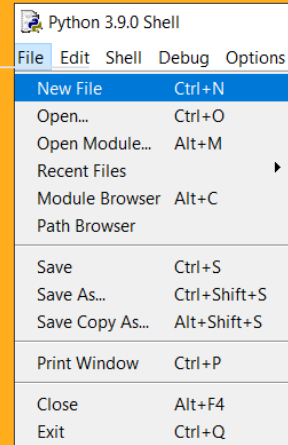 Python 3.9.0 Shell
File Edit Shell Debug Options
New File Ctrl+N
Open... Ctrl+O
Open Module... Alt+M
Recent Files
Module Browser Alt+C
Path Browser
Save Ctrl+S
Save As... Ctrl+Shift+S
Save Copy As... Alt+Shift+S
Print Window Ctrl+P
Close Alt+F4
Exit Ctrl+Q